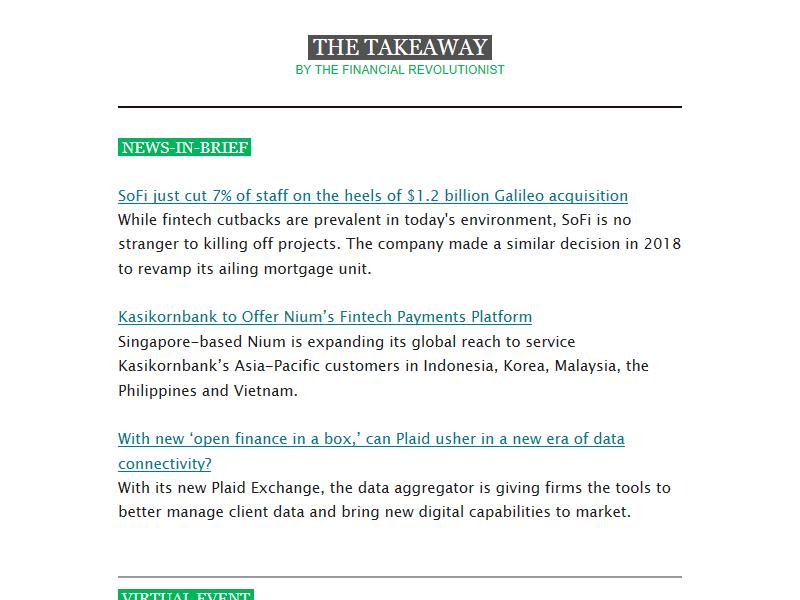 THE TAKEAWAY
BY THE FINANCIAL REVOLUTIONIST
NEWS-IN-BRIEF
SoFi just cut 7% of staff on the heels of $1.2 billion Galileo acquisition
While fintech cutbacks are prevalent in today's environment, SoFi is no
stranger to killing off projects. The company made a similar decision in 2018
to revamp its ailing mortgage unit.
Kasikornbank to Offer Nium’s Fintech Payments Platform
Singapore-based Nium is expanding its global reach to service
Kasikornbank’s Asia-Pacific customers in Indonesia, Korea, Malaysia, the
Philippines and Vietnam.
With new ‘open finance in a box,’ can Plaid usher in a new era of data
connectivity?
With its new Plaid Exchange, the data aggregator is giving firms the tools to
better manage client data and bring new digital capabilities to market.
VIRTUAL EVENT